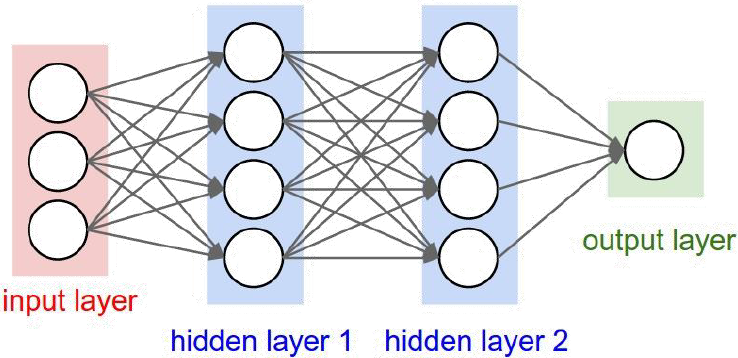 input layer
hidden layer 1
hidden layer 2
output layer